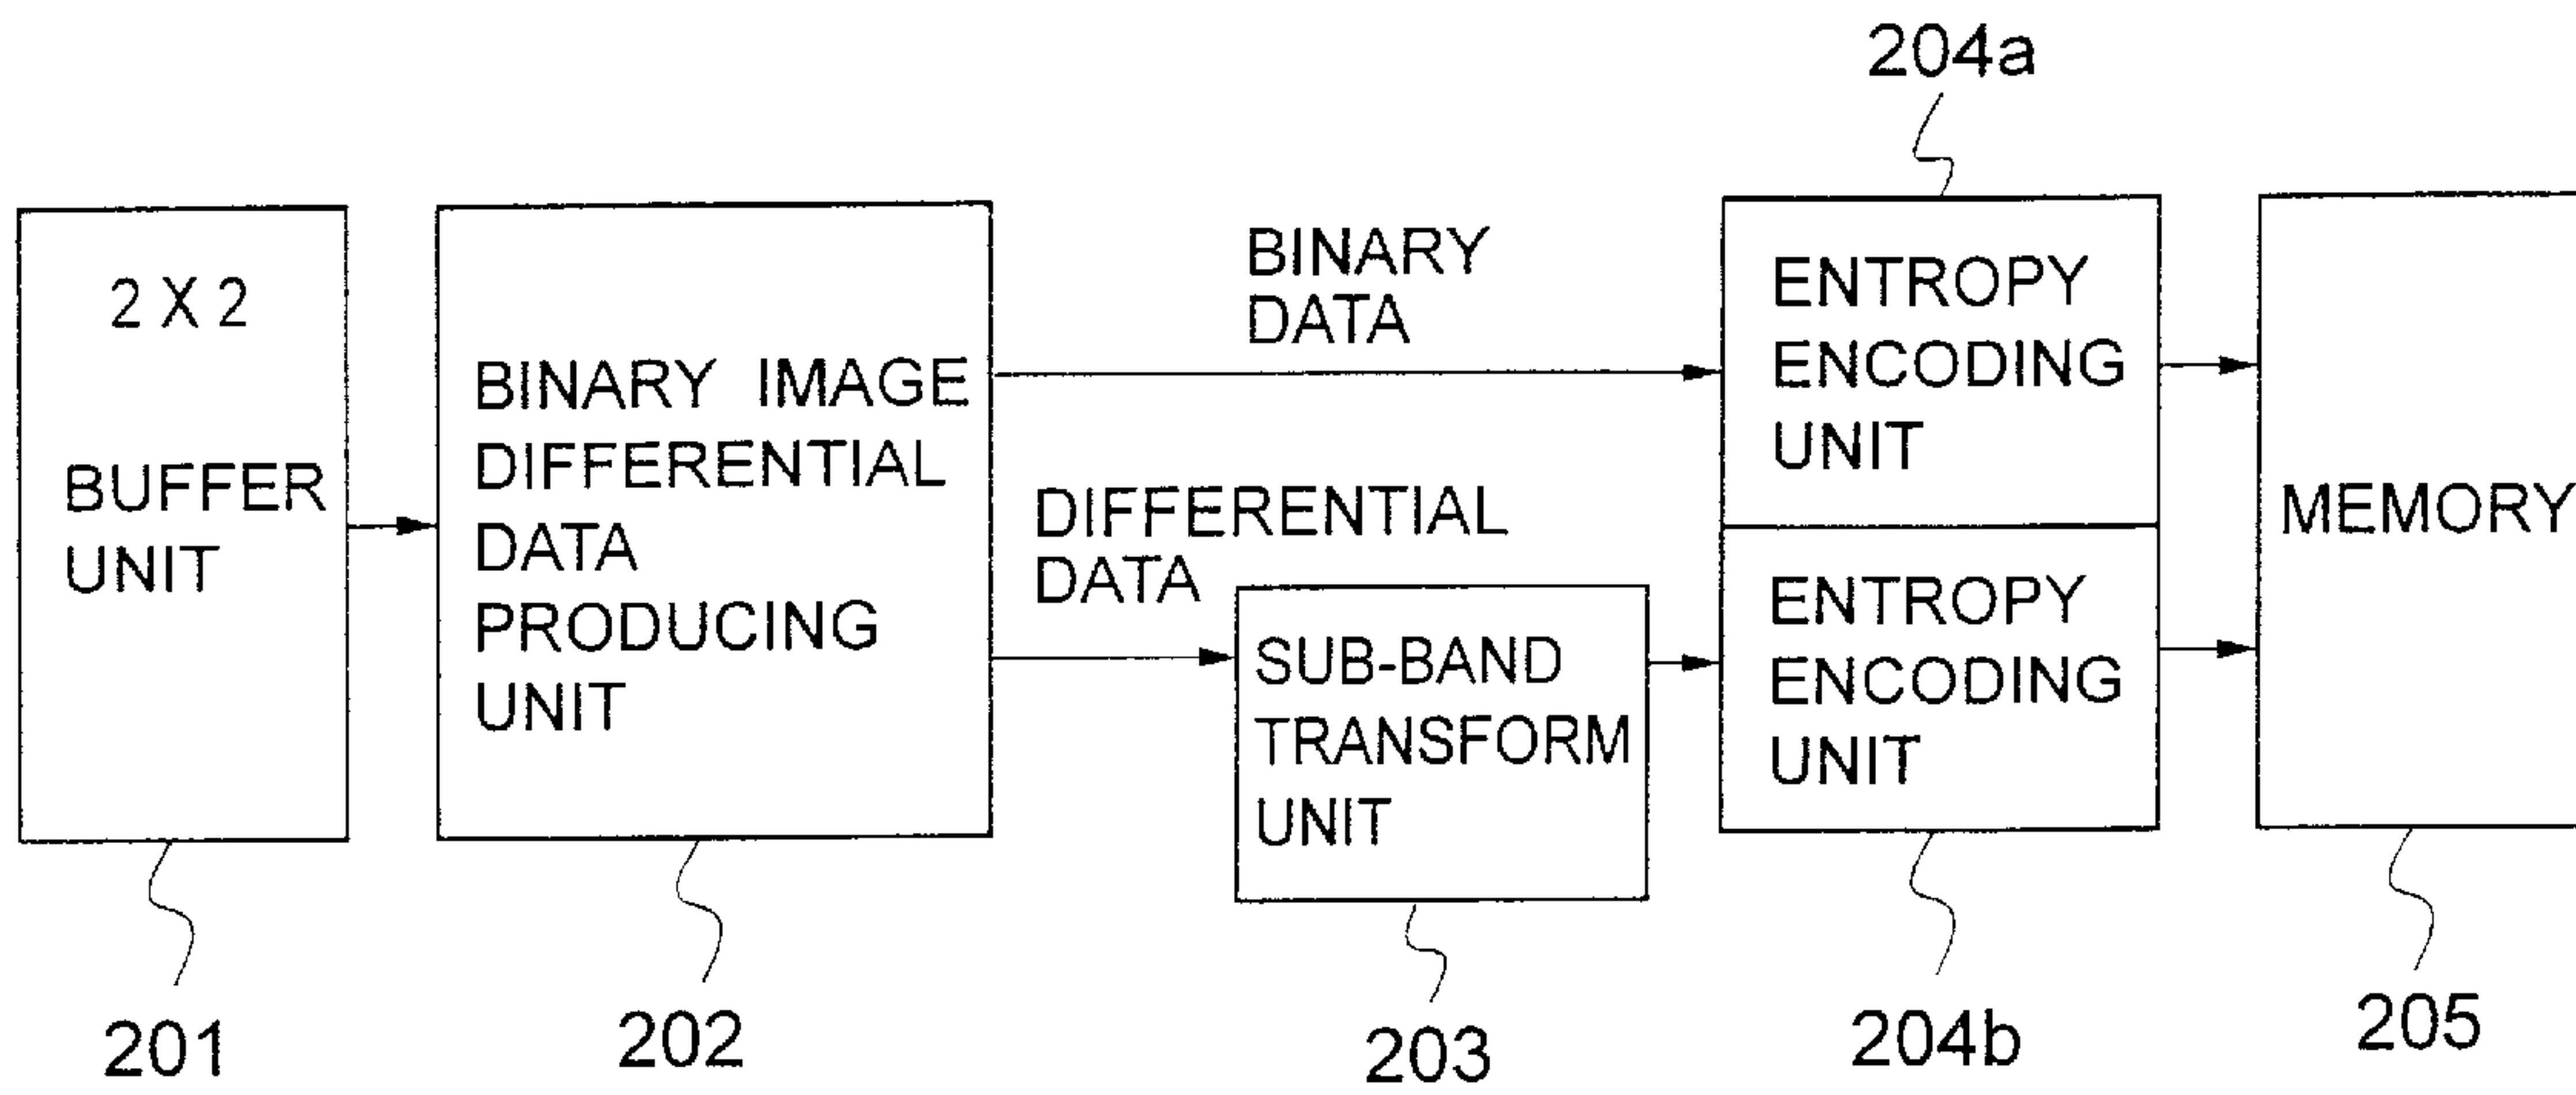 204a
2 X 2
BUFFER
UNIT
BINARY IMAGE
DIFFERENTIAL
DATA
PRODUCING
UNIT
BINARY
DATA
DIFFERENTIAL
DATA
SUB-BAND
TRANSFORM
UNIT
ENTROPY
ENCODING
UNIT
ENTROPY
ENCODING
UNIT
MEMORY
201
202
203
204b
205